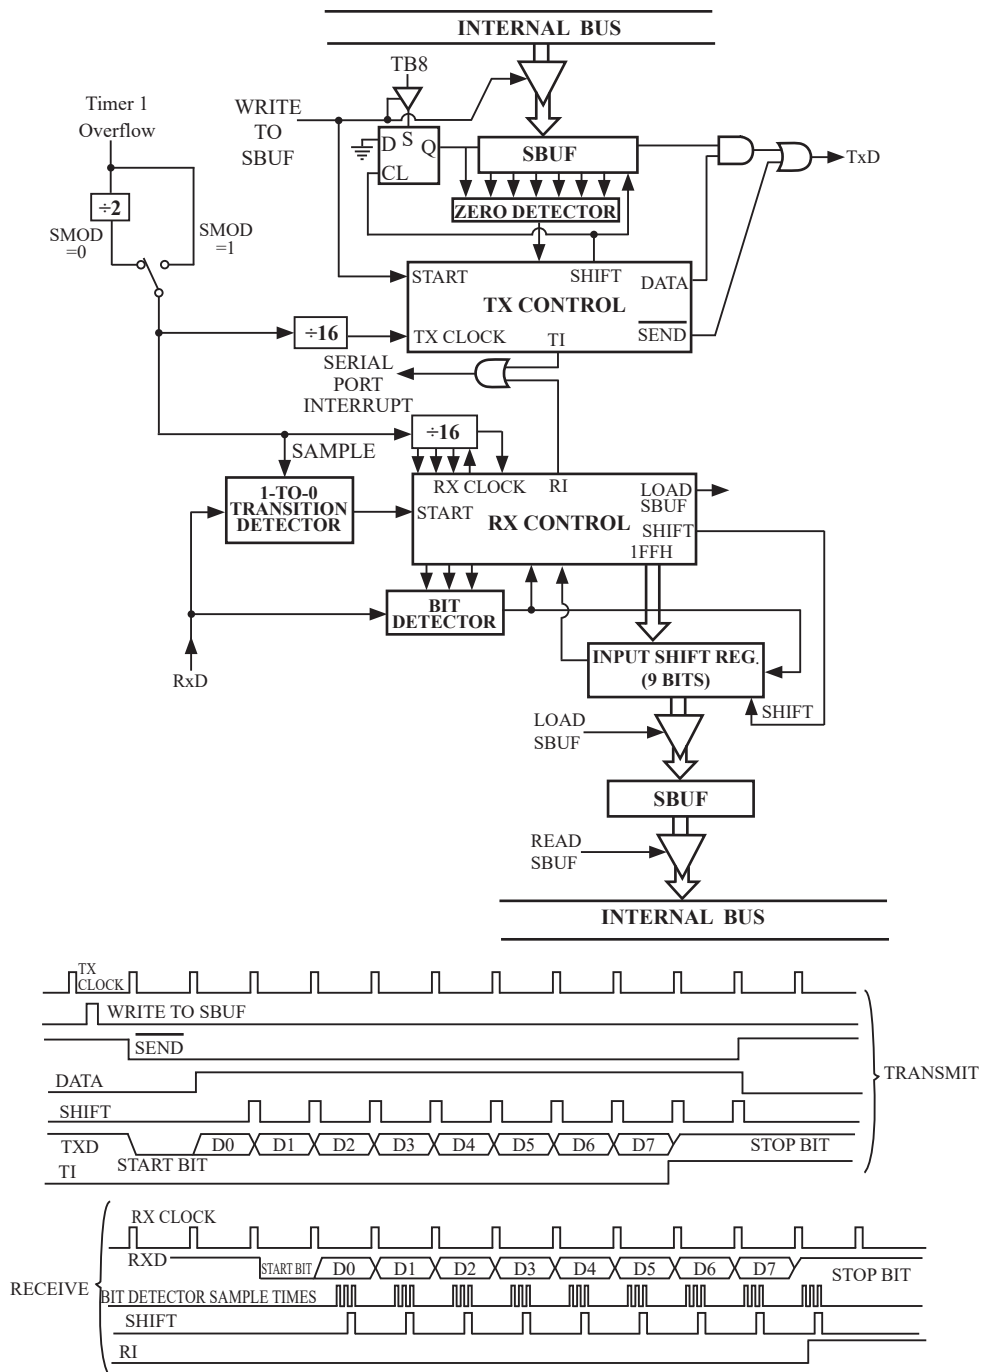 INTERNAL BUS
TB8
Timer 1
Overflow
WRITE
TO
SBUF
D S Q
CL
SBUF
TxD
÷2
ZERO DETECTOR
SMOD
=0
SMOD
=1
START
SHIFT
DATA
TX CONTROL
÷16
TX CLOCK
TI
SEND
SERIAL
PORT
INTERRUPT
÷16
SAMPLE
RX CLOCK
RI
LOAD
SBUF
1-TO-0
TRANSITION
DETECTOR
START
RX CONTROL
SHIFT
1FFH
BIT
DETECTOR
INPUT SHIFT REG.
(9 BITS)
RxD
SHIFT
LOAD
SBUF
SBUF
READ
SBUF
INTERNAL BUS
TX
CLOCK
WRITE TO SBUF
SEND
DATA
TRANSMIT
SHIFT
TXD
D0 D1 D2 D3 D4 D5 D6 D7
STOP BIT
START BIT
TI
RX CLOCK
RXD
START BIT
D0 D1 D2 D3 D4 D5 D6 D7
STOP BIT
RECEIVE
BIT DETECTOR SAMPLE TIMES
SHIFT
RI